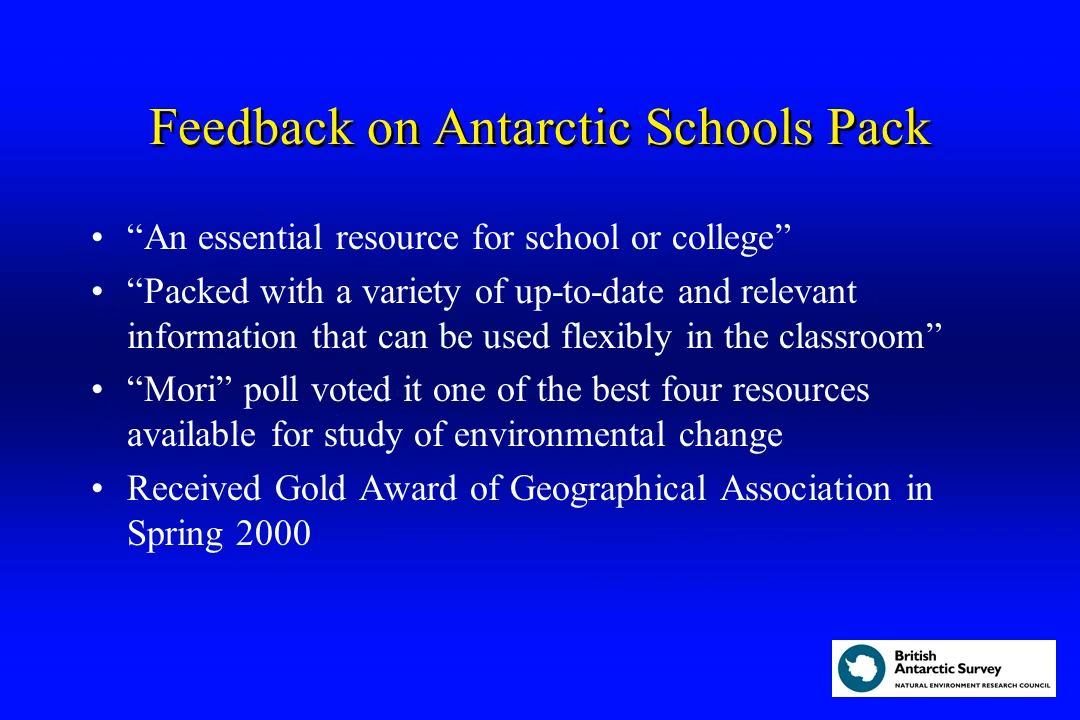 Feedback on Antarctic Schools Pack
• “An essential resource for school or college”
• “Packed with a variety of up-to-date and relevant
information that can be used flexibly in the classroom”
• “Mori” poll voted it one of the best four resources
available for study of environmental change
• Received Gold Award of Geographical Association in
Spring 2000
British
Antarctic Survey
NATURAL ENVIRONMENT RESEARCH COUNCIL